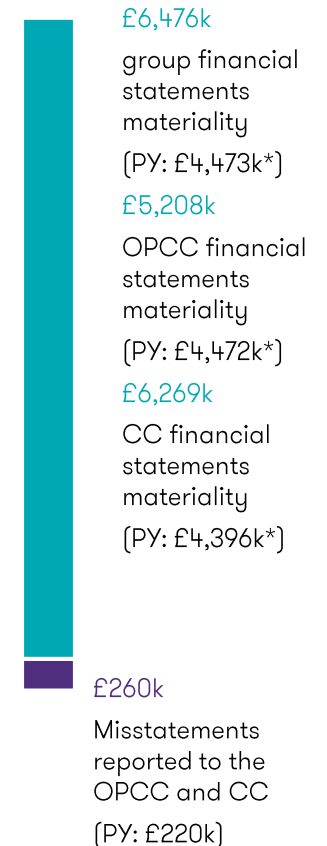 £6,476k
group financial
statements
materiality
(PY: £4,473k*)
£5,208k
OPCC financial
statements
materiality
(PY: £4,472k*)
£6,269k
CC financial
statements
materiality
(PY: £4,396k*)
£260k
Misstatements
reported to the
OPCC and CC
(PY: £220k)